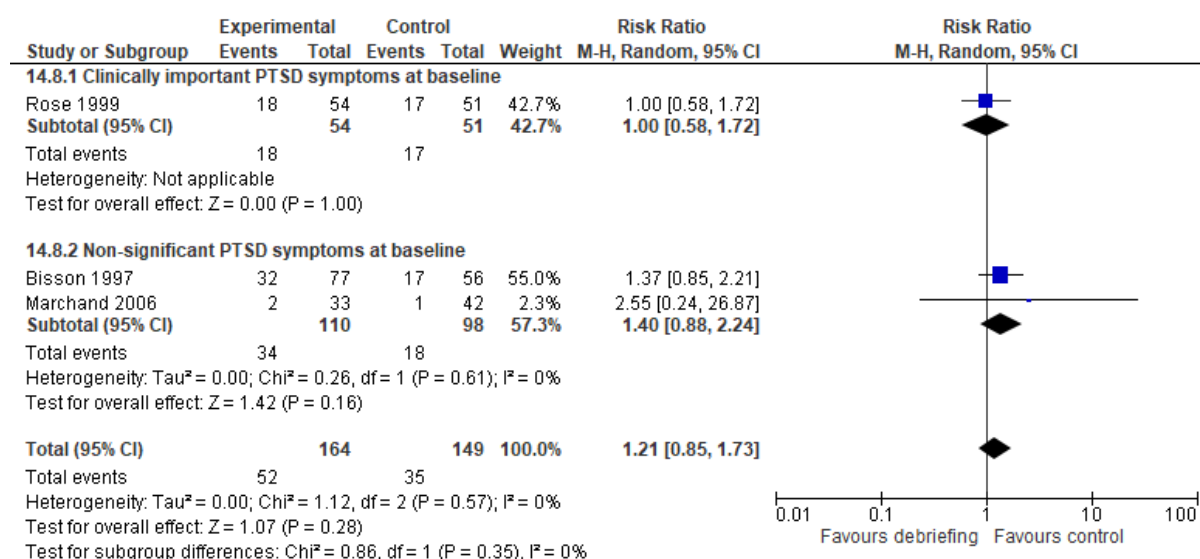 Experimental Control Risk Ratio Risk Ratio
Study or Subgroup Events Total Events Total Weight M-H, Random, 95% CI M-H, Random, 95% CI
14.8.1 Clinically important PTSD symptoms at baseline
Rose 1999 18 54 17 51 42.7% 1.00 [0.58, 1.72]
Subtotal (95% CI) 54 51 42.7% 1.00 [0.58, 1.72]
Total events 18 17
Heterogeneity: Not applicable
Test for overall effect: Z = 0.00 (P = 1.00)
14.8.2 Non-significant PTSD symptoms at baseline
Bisson 1997 32 77 17 56 55.0% 1.37 [0.85, 2.21]
Marchand 2006 2 33 1 42 2.3% 2.55 [0.24, 26.87]
Subtotal (95% CI) 110 98 57.3% 1.40 [0.88, 2.24]
Total events 34 18
Heterogeneity: Tau² = 0.00; Chi² = 0.26, df = 1 (P = 0.61); I² = 0%
Test for overall effect: Z = 1.42 (P = 0.16)
Total (95% CI) 164 149 100.0% 1.21 [0.85, 1.73]
Total events 52 35
Heterogeneity: Tau² = 0.00; Chi² = 1.12, df = 2 (P = 0.57); I² = 0%
Test for overall effect: Z = 1.07 (P = 0.28)
Test for subgroup differences: Chi² = 0.86, df = 1 (P = 0.35), I² = 0%
0.01 0.1 1 10 100
Favours debriefing Favours control